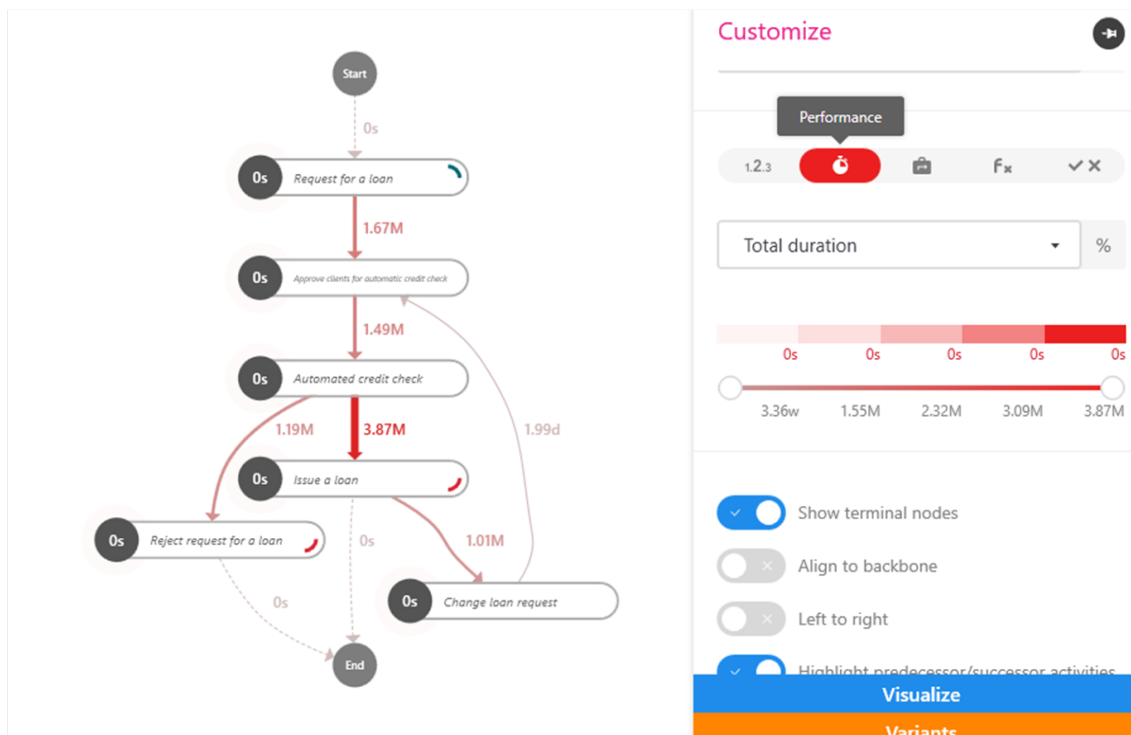 Customize
Performance
Start
0s
1.2.3
Fx
0s
Request for a loan
1.67M
Total duration
%
0s
Approve clients for automatic credit check
1.49M
0s 0s 0s 0s 0s
0s
Automated credit check
3.36w 1.55M 2.32M 3.09M 3.87M
1.19M
3.87M
1.99d
0s
Issue a loan
Show terminal nodes
0s
Reject request for a loan
0s
1.01M
Align to backbone
0s
0s
Change loan request
Left to right
End
Highlight predecessor/successor activities
Visualize
Variants